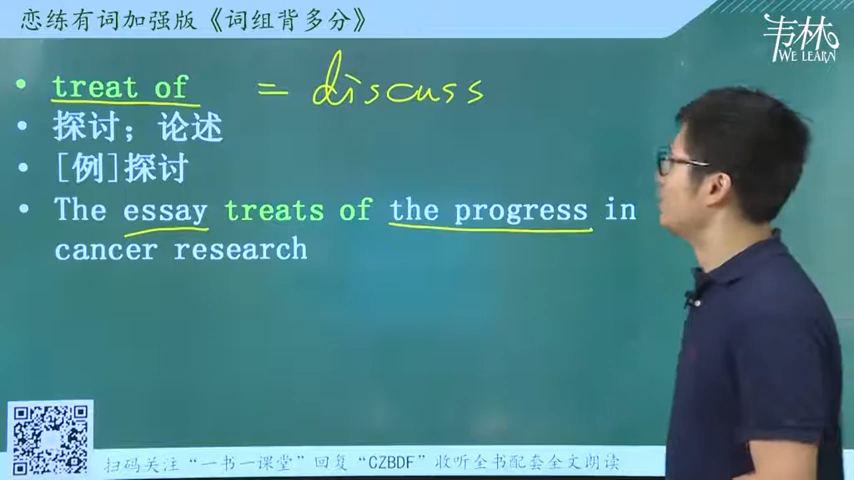 恋练有词加强版《词组背多分》
韦林
WE LEARN
treat of = discuss
探讨；论述
[例]探讨
The essay treats of the progress in
cancer research
扫码关注“一书一课堂”回复“CZBDF”收听全书配套全文朗读